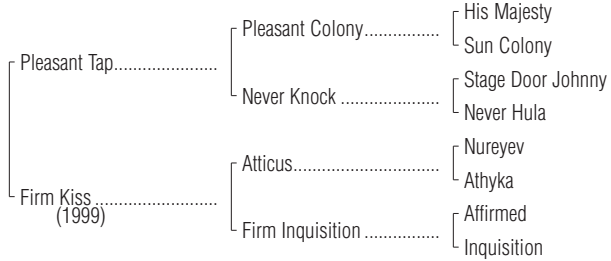 His Majesty
Pleasant Colony................
Sun Colony
Pleasant Tap......................
Stage Door Johnny
Never Knock .....................
Never Hula
Nureyev
Atticus...............................
Athyka
Firm Kiss ..........................
(1999)
Affirmed
Firm Inquisition ................
Inquisition